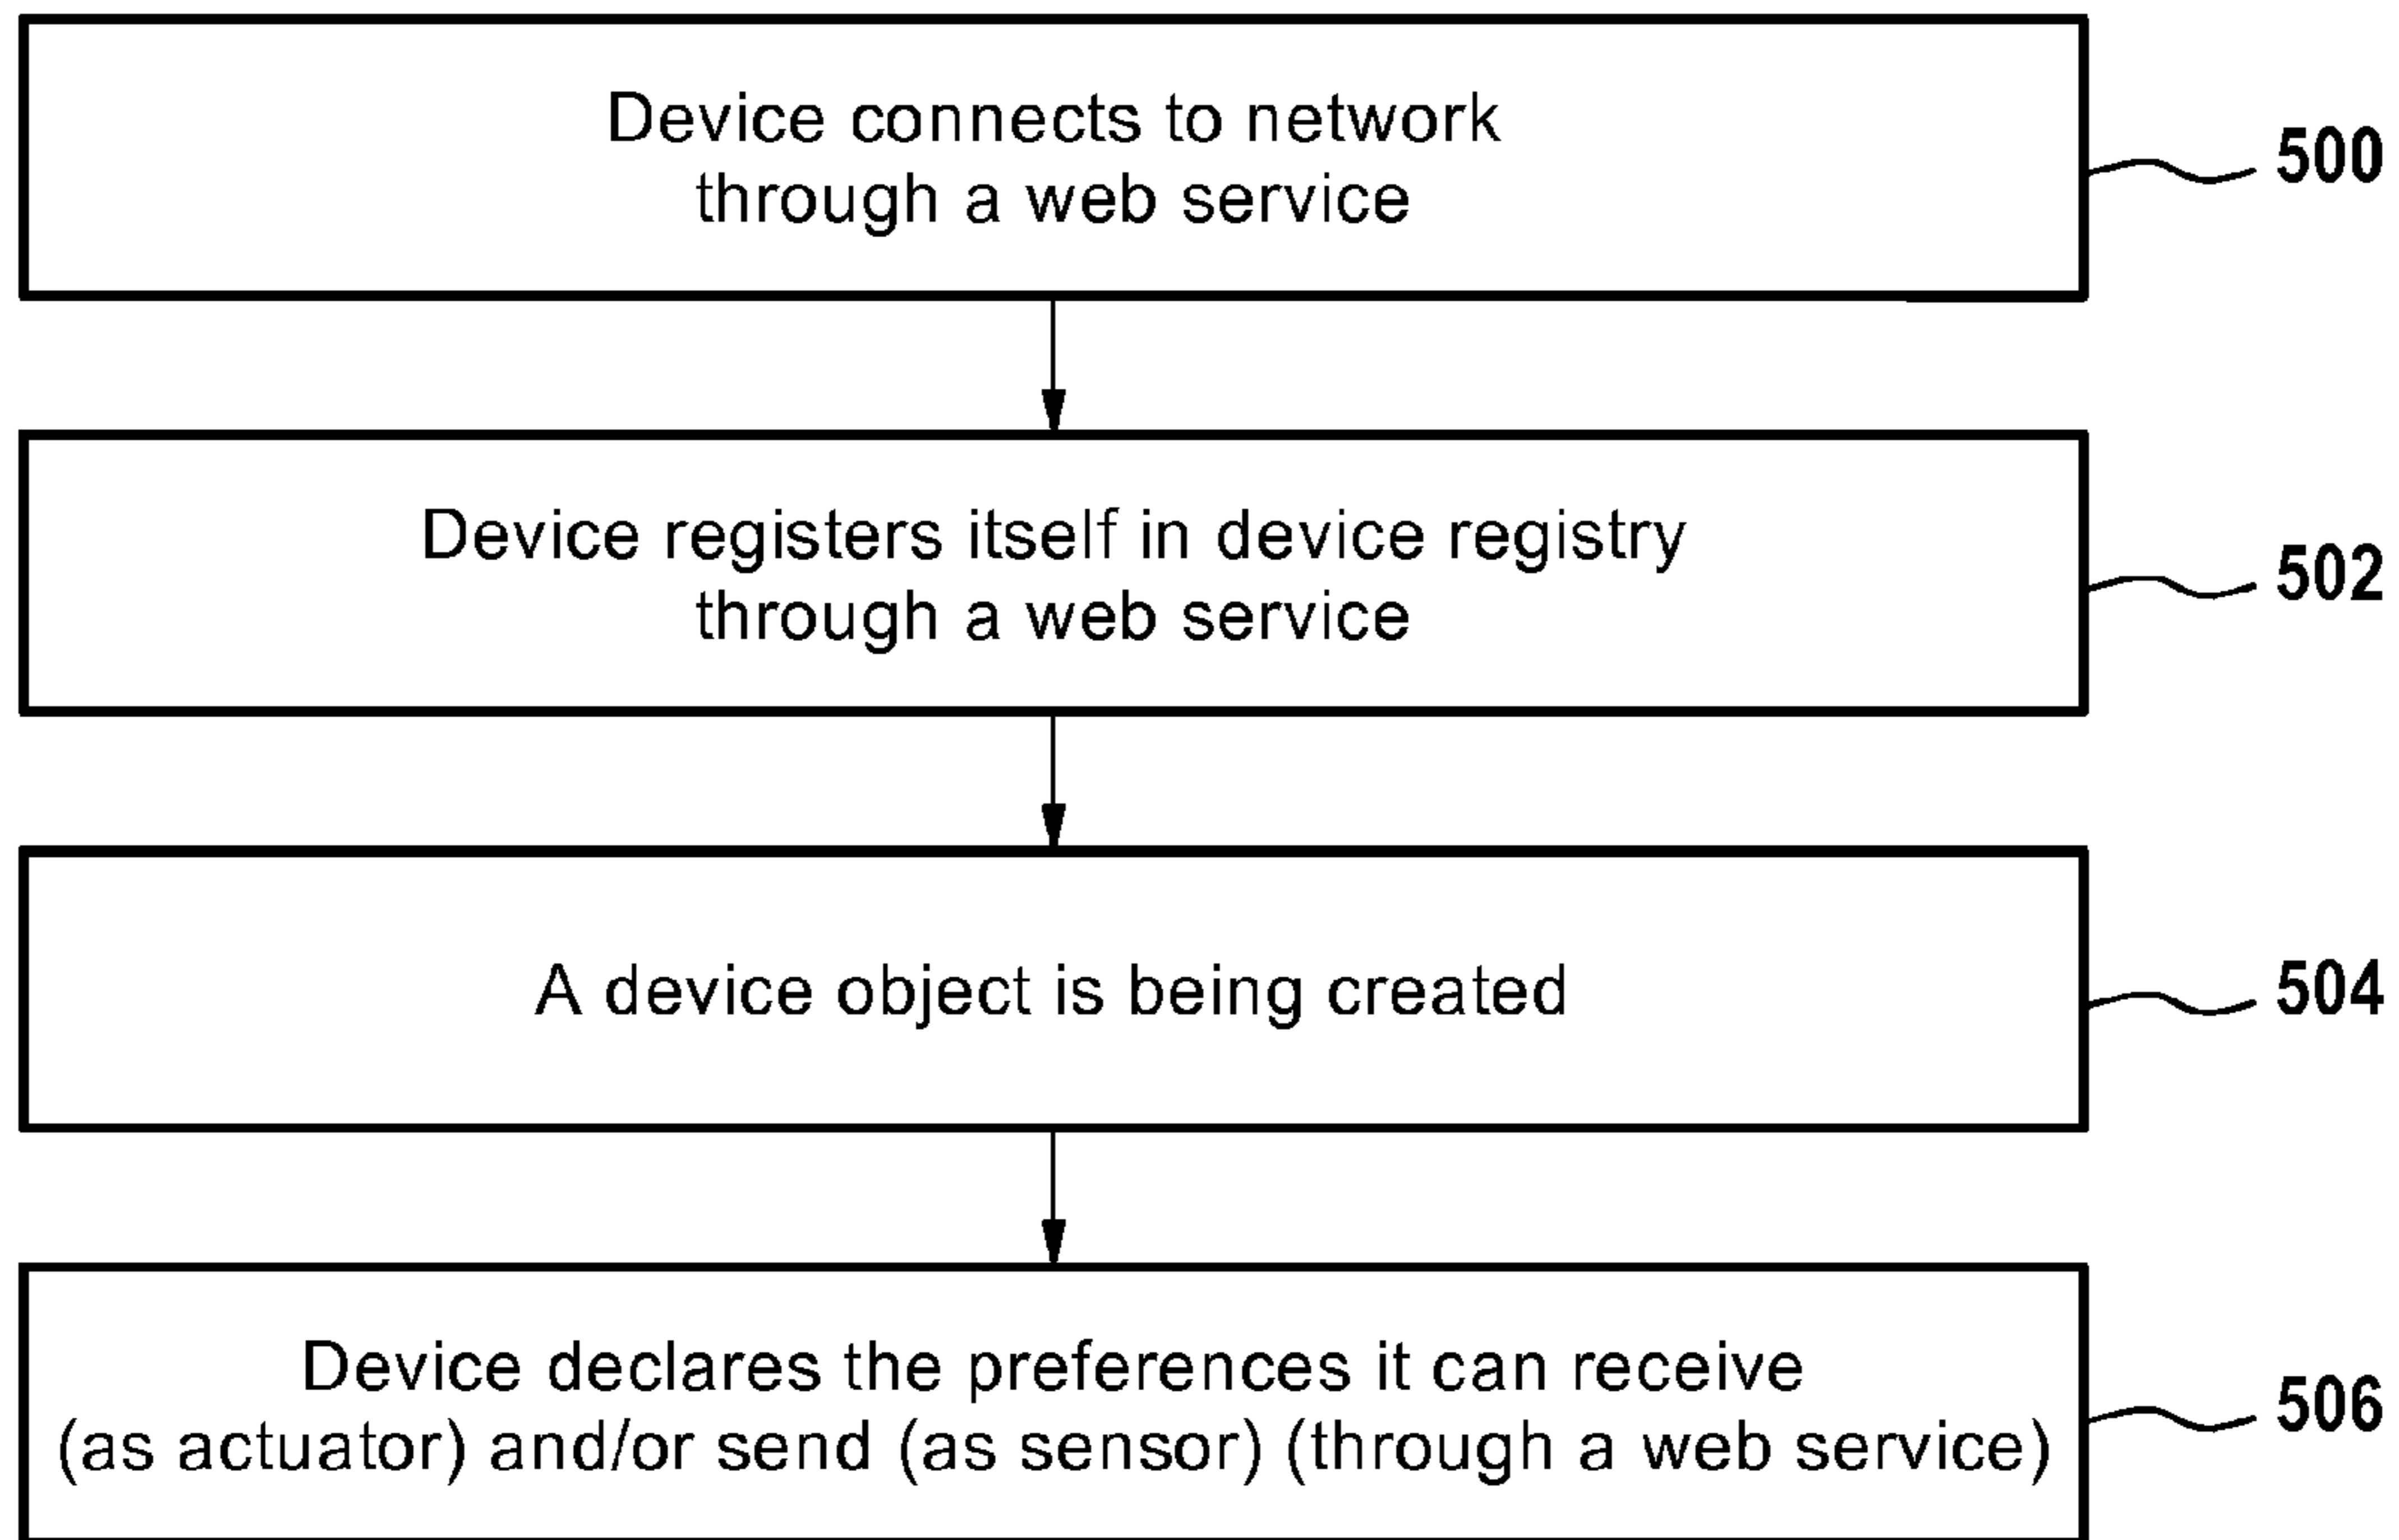 Device connects to network
through a web service
500
Device registers itself in device registry
through a web service
502
A device object is being created
504
Device declares the preferences it can receive
(as actuator) and/or send (as sensor) (through a web service)
506